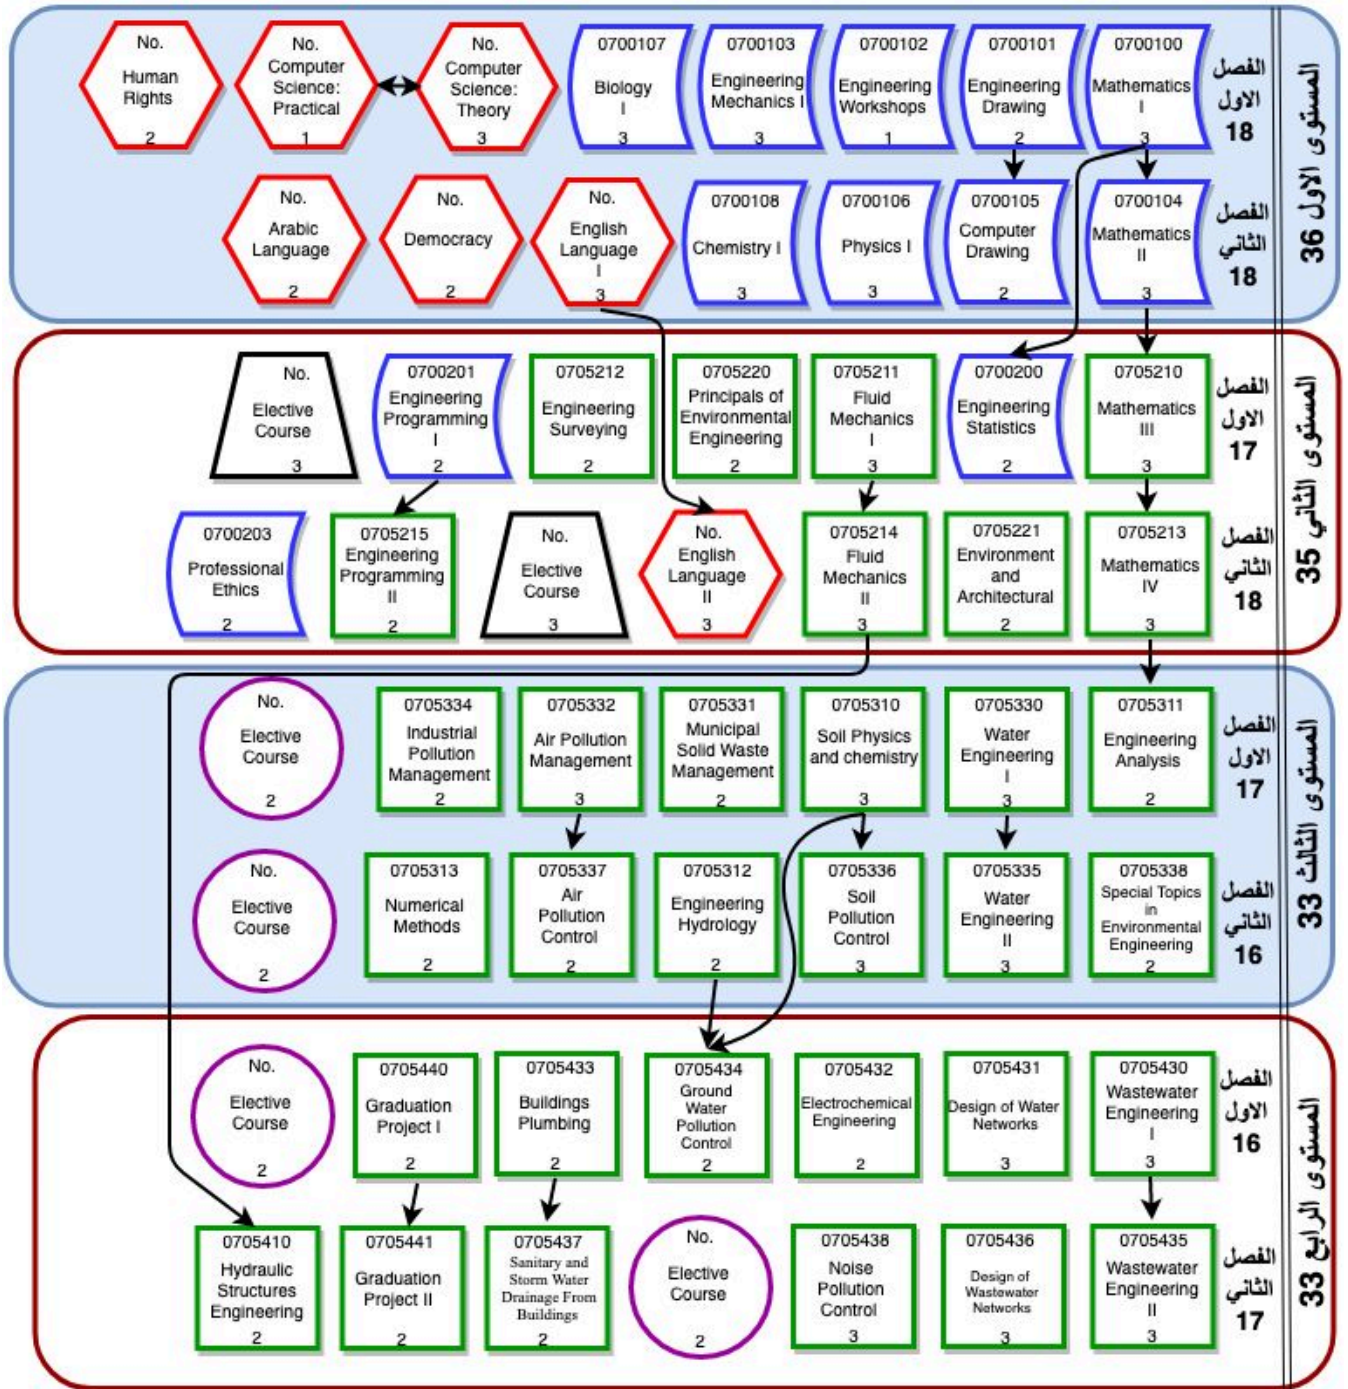 المستوى الاول 36
الفصل
الاول
18
0700100
Mathematics
I
3
0700101
Engineering
Drawing
2
0700102
Engineering
Workshops
1
0700103
Engineering
Mechanics I
3
0700107
Biology
I
3
No.
Computer
Science:
Theory
3
No.
Computer
Science:
Practical
1
No.
Human
Rights
2
الفصل
الثاني
18
0700104
Mathematics
II
3
0700105
Computer
Drawing
2
0700106
Physics I
3
0700108
Chemistry I
3
No.
English
Language
I
3
No.
Democracy
2
No.
Arabic
Language
2
المستوى الثاني 35
الفصل
الاول
17
0705210
Mathematics
III
3
0700200
Engineering
Statistics
2
0705211
Fluid
Mechanics
I
3
0705220
Principals of
Environmental
Engineering
2
0705212
Engineering
Surveying
2
0700201
Engineering
Programming
I
2
No.
Elective
Course
3
الفصل
الثاني
18
0705213
Mathematics
IV
3
0705221
Environment
and
Architectural
2
0705214
Fluid
Mechanics
II
3
No.
English
Language
II
3
No.
Elective
Course
3
0705215
Engineering
Programming
II
2
0700203
Professional
Ethics
2
المستوى الثالث 33
الفصل
الاول
17
0705311
Engineering
Analysis
2
0705330
Water
Engineering
I
3
0705310
Soil Physics
and chemistry
3
0705331
Municipal
Solid Waste
Management
2
0705332
Air Pollution
Management
3
0705334
Industrial
Pollution
Management
2
No.
Elective
Course
2
الفصل
الثاني
16
0705338
Special Topics
in
Environmental
Engineering
2
0705335
Water
Engineering
II
3
0705336
Soil
Pollution
Control
3
0705312
Engineering
Hydrology
2
0705337
Air
Pollution
Control
2
0705313
Numerical
Methods
2
No.
Elective
Course
2
المستوى الرابع 33
الفصل
الاول
16
0705430
Wastewater
Engineering
I
3
0705431
Design of Water
Networks
3
0705432
Electrochemical
Engineering
2
0705434
Ground
Water
Pollution
Control
2
0705433
Buildings
Plumbing
2
0705440
Graduation
Project I
2
No.
Elective
Course
2
الفصل
الثاني
17
0705435
Wastewater
Engineering
II
3
0705436
Design of
Wastewater
Networks
3
0705438
Noise
Pollution
Control
3
No.
Elective
Course
2
0705437
Sanitary and
Storm Water
Drainage From
Buildings
2
0705441
Graduation
Project II
2
0705410
Hydraulic
Structures
Engineering
2